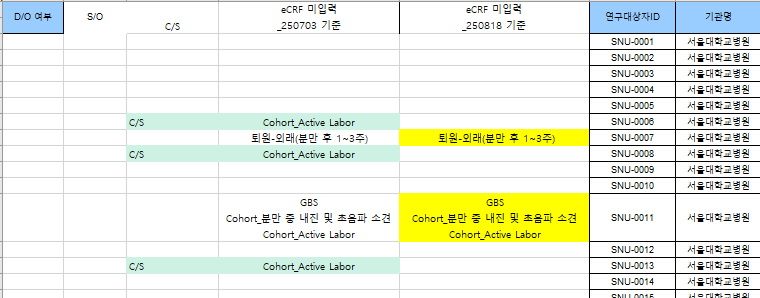 D/O 여부 S/O C/S eCRF 미입력 _250703 기준 eCRF 미입력 _250818 기준 연구대상자ID 기관명
SNU-0001 서울대학교병원
SNU-0002 서울대학교병원
SNU-0003 서울대학교병원
SNU-0004 서울대학교병원
SNU-0005 서울대학교병원
C/S Cohort_Active Labor SNU-0006 서울대학교병원
퇴원-외래(분만 후 1~3주) 퇴원-외래(분만 후 1~3주) SNU-0007 서울대학교병원
C/S Cohort_Active Labor SNU-0008 서울대학교병원
SNU-0009 서울대학교병원
SNU-0010 서울대학교병원
GBS GBS
Cohort_분만 중 내진 및 초음파 소견 Cohort_분만 중 내진 및 초음파 소견 SNU-0011 서울대학교병원
Cohort_Active Labor Cohort_Active Labor
SNU-0012 서울대학교병원
C/S Cohort_Active Labor SNU-0013 서울대학교병원
SNU-0014 서울대학교병원